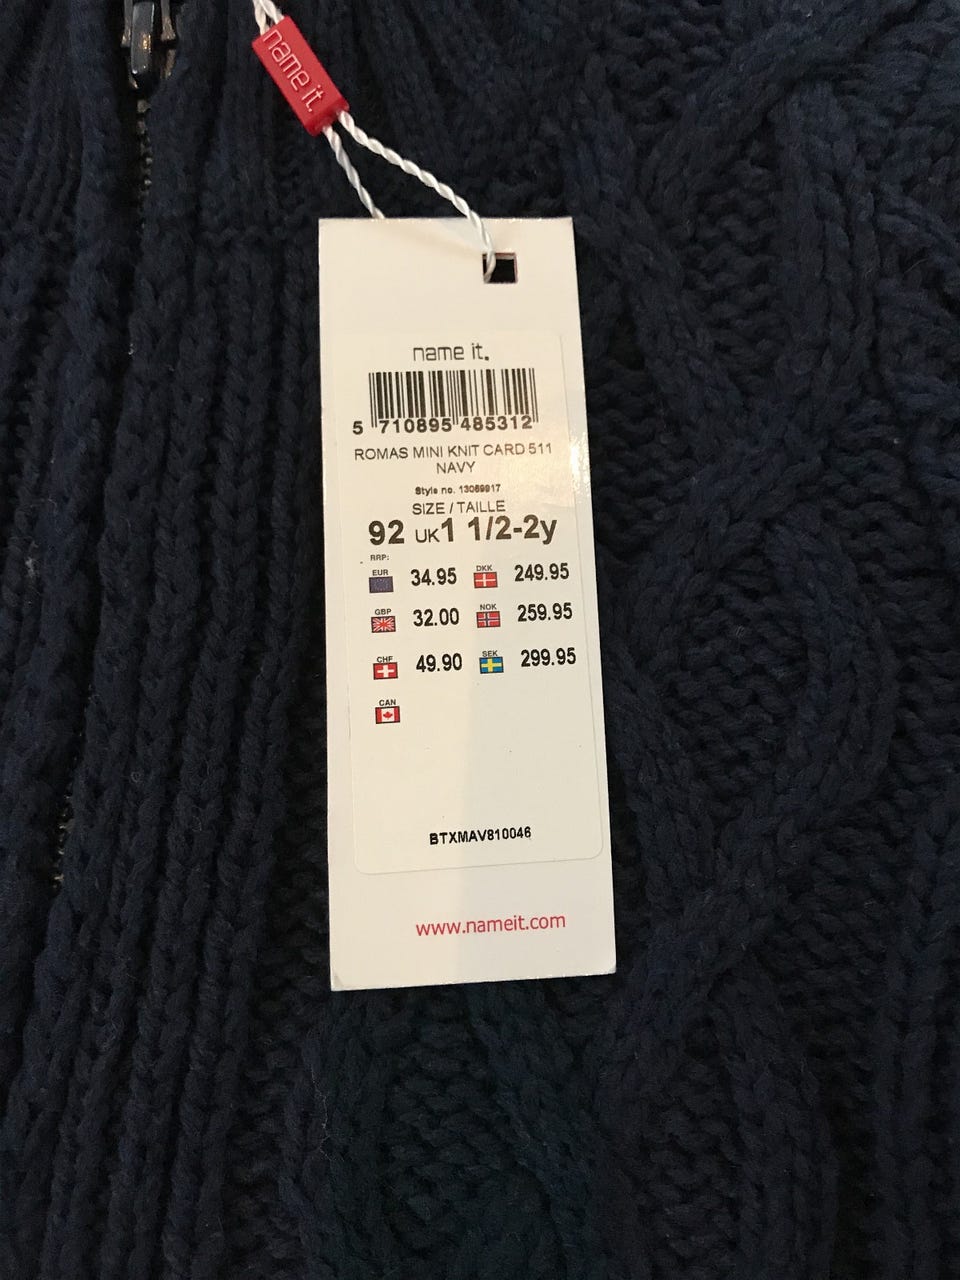 name it.
name it.
5 710895 485312
ROMAS MINI KNIT CARD 511
NAVY
Style no. 13059917
SIZE / TAILLE
92 UK1 1/2-2y
RRP:
EUR 34.95 DKK 249.95
GBP 32.00 NOK 259.95
CHF 49.90 SEK 299.95
CAN
BTXMAV810046
www.nameit.com